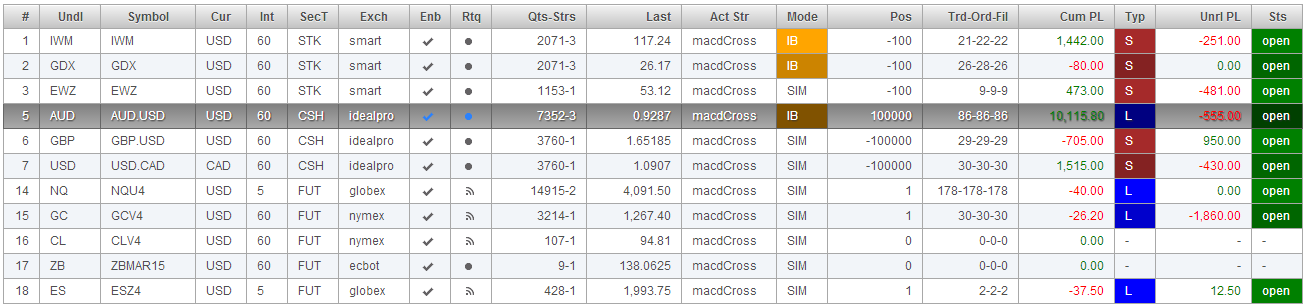 # Undl Symbol Cur Int SecT Exch Enb Rtq Qts-Strs Last Act Str Mode Pos Trd-Ord-Fil Cum PL Typ Unrl PL Sts
1 IWM IWM USD 60 STK smart 2071-3 117.24 macdCross IB -100 21-22-22 1,442.00 S -251.00 open
2 GDX GDX USD 60 STK smart 2071-3 26.17 macdCross IB -100 26-28-26 -80.00 S 0.00 open
3 EWZ EWZ USD 60 STK smart 1153-1 53.12 macdCross SIM -100 9-9-9 473.00 S -481.00 open
5 AUD AUD.USD USD 60 CSH idealpro 7352-3 0.9287 macdCross IB 100000 86-86-86 10,115.80 L -555.00 open
6 GBP GBP.USD USD 60 CSH idealpro 3760-1 1.65185 macdCross SIM -100000 29-29-29 -705.00 S 950.00 open
7 USD USD.CAD CAD 60 CSH idealpro 3760-1 1.0907 macdCross SIM -100000 30-30-30 1,515.00 S -430.00 open
14 NQ NQU4 USD 5 FUT globex 14915-2 4,091.50 macdCross SIM 1 178-178-178 -40.00 L 0.00 open
15 GC GCV4 USD 60 FUT nymex 3214-1 1,267.40 macdCross SIM 1 30-30-30 -26.20 L -1,860.00 open
16 CL CLV4 USD 60 FUT nymex 107-1 94.81 macdCross SIM 0 0-0-0 0.00 - -
17 ZB ZBMAR15 USD 60 FUT ecbot 9-1 138.0625 macdCross SIM 0 0-0-0 0.00 - -
18 ES ESZ4 USD 5 FUT globex 428-1 1,993.75 macdCross SIM 1 2-2-2 -37.50 L 12.50 open